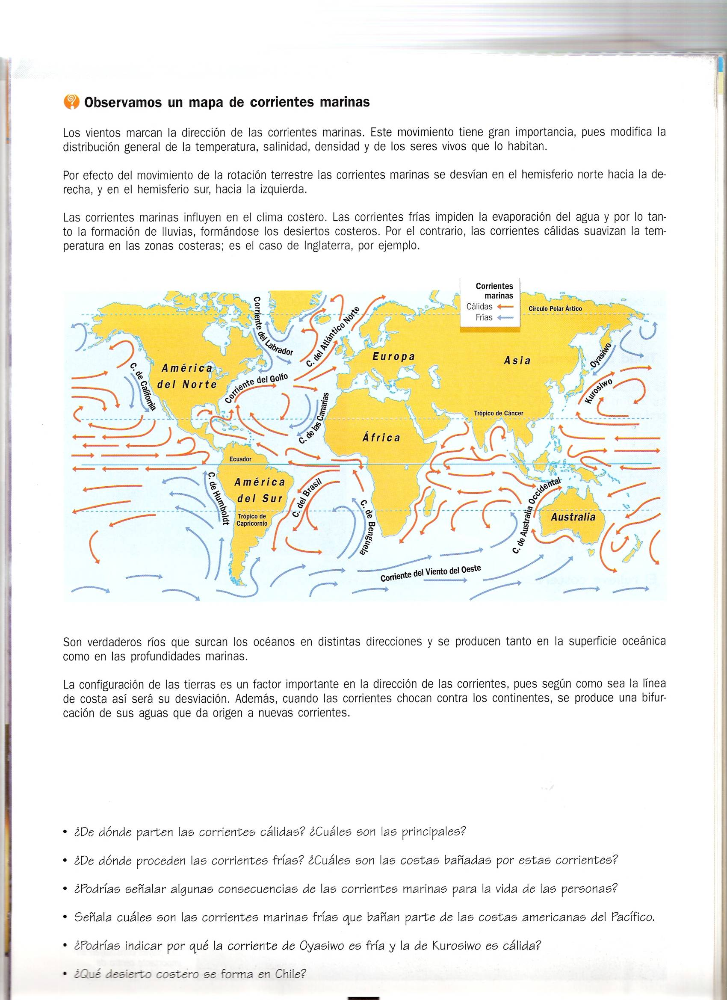 Observamos un mapa de corrientes marinas
Los vientos marcan la dirección de las corrientes marinas. Este movimiento tiene gran importancia, pues modifica la
distribución general de la temperatura, salinidad, densidad y de los seres vivos que lo habitan.
Por efecto del movimiento de la rotación terrestre las corrientes marinas se desvían en el hemisferio norte hacia la de-
recha, y en el hemisferio sur, hacia la izquierda.
Las corrientes marinas influyen en el clima costero. Las corrientes frías impiden la evaporación del agua y por lo tan-
to la formación de lluvias, formándose los desiertos costeros. Por el contrario, las corrientes cálidas suavizan la tem-
peratura en las zonas costeras; es el caso de Inglaterra, por ejemplo.
Corrientes
marinas
Cálidas
Frías
Círculo Polar Ártico
Corriente del Labrador
C. del Atlántico Norte
Europa
Asia
Oyasiwo
América
del Norte
C. de California
Corriente del Golfo
Kurosiwo
C. de las Canarias
Trópico de Cáncer
África
Ecuador
C. de Humboldt
América
del Sur
C. del Brasil
Trópico de
Capricornio
C. de Benguela
C. de Australia Occidental
Australia
Corriente del Viento del Oeste
Son verdaderos ríos que surcan los océanos en distintas direcciones y se producen tanto en la superficie oceánica
como en las profundidades marinas.
La configuración de las tierras es un factor importante en la dirección de las corrientes, pues según como sea la línea
de costa así será su desviación. Además, cuando las corrientes chocan contra los continentes, se produce una bifur-
cación de sus aguas que da origen a nuevas corrientes.
• ¿De dónde parten las corrientes cálidas? ¿Cuáles son las principales?
• ¿De dónde proceden las corrientes frías? ¿Cuáles son las costas bañadas por estas corrientes?
• ¿Podrías señalar algunas consecuencias de las corrientes marinas para la vida de las personas?
• Señala cuáles son las corrientes marinas frías que bañan parte de las costas americanas del Pacífico.
• ¿Podrías indicar por qué la corriente de Oyasiwo es fría y la de Kurosiwo es cálida?
• ¿Qué desierto costero se forma en Chile?